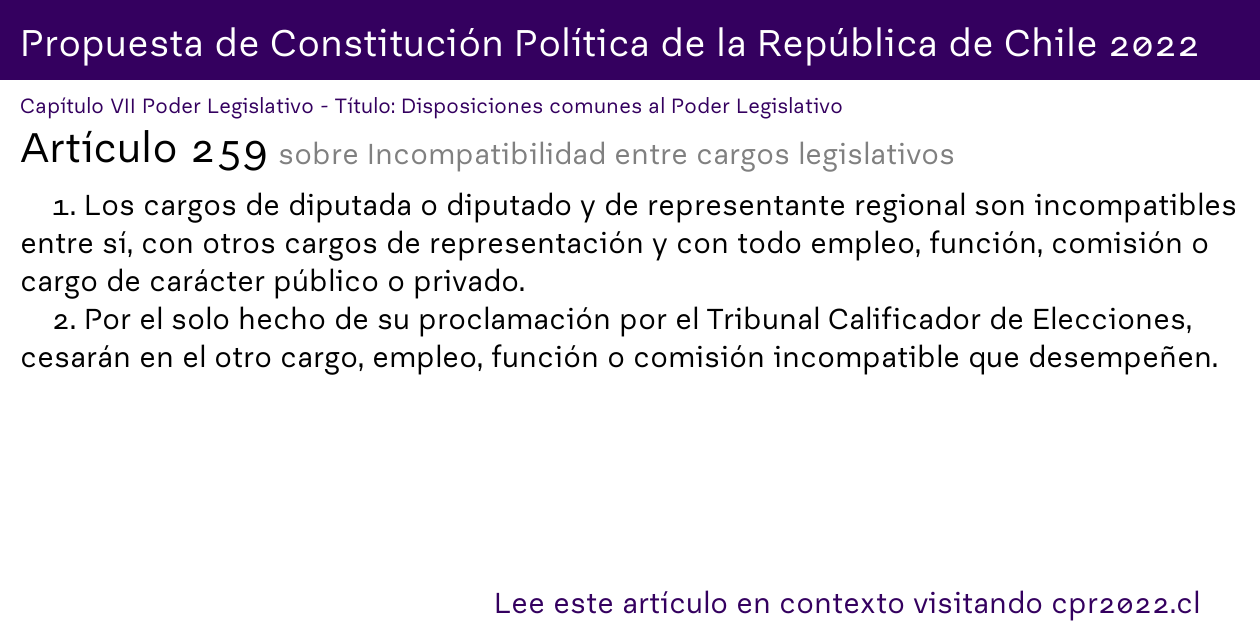 Propuesta de Constitución Política de la República de Chile 2022
Capítulo VII Poder Legislativo - Título: Disposiciones comunes al Poder Legislativo
Artículo 259 sobre Incompatibilidad entre cargos legislativos
1. Los cargos de diputada o diputado y de representante regional son incompatibles
entre sí, con otros cargos de representación y con todo empleo, función, comisión o
cargo de carácter público o privado.
2. Por el solo hecho de su proclamación por el Tribunal Calificador de Elecciones,
cesarán en el otro cargo, empleo, función o comisión incompatible que desempeñen.
Lee este artículo en contexto visitando cpr2022.cl